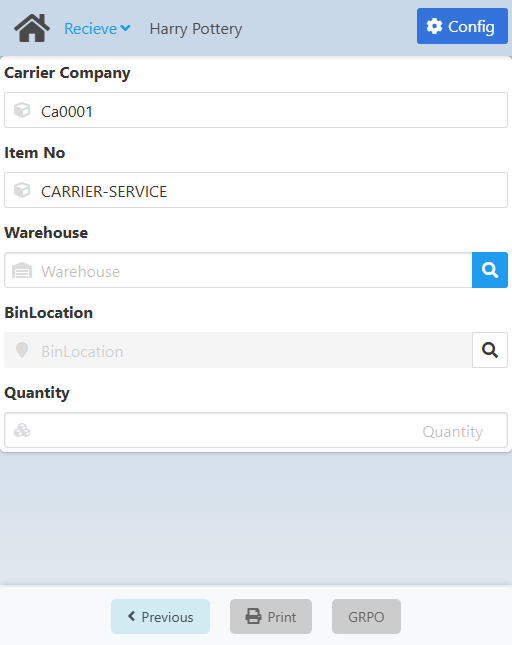 Recieve Harry Pottery Config
Carrier Company
Ca0001
Item No
CARRIER-SERVICE
Warehouse
Warehouse
BinLocation
BinLocation
Quantity
Quantity
Previous Print GRPO